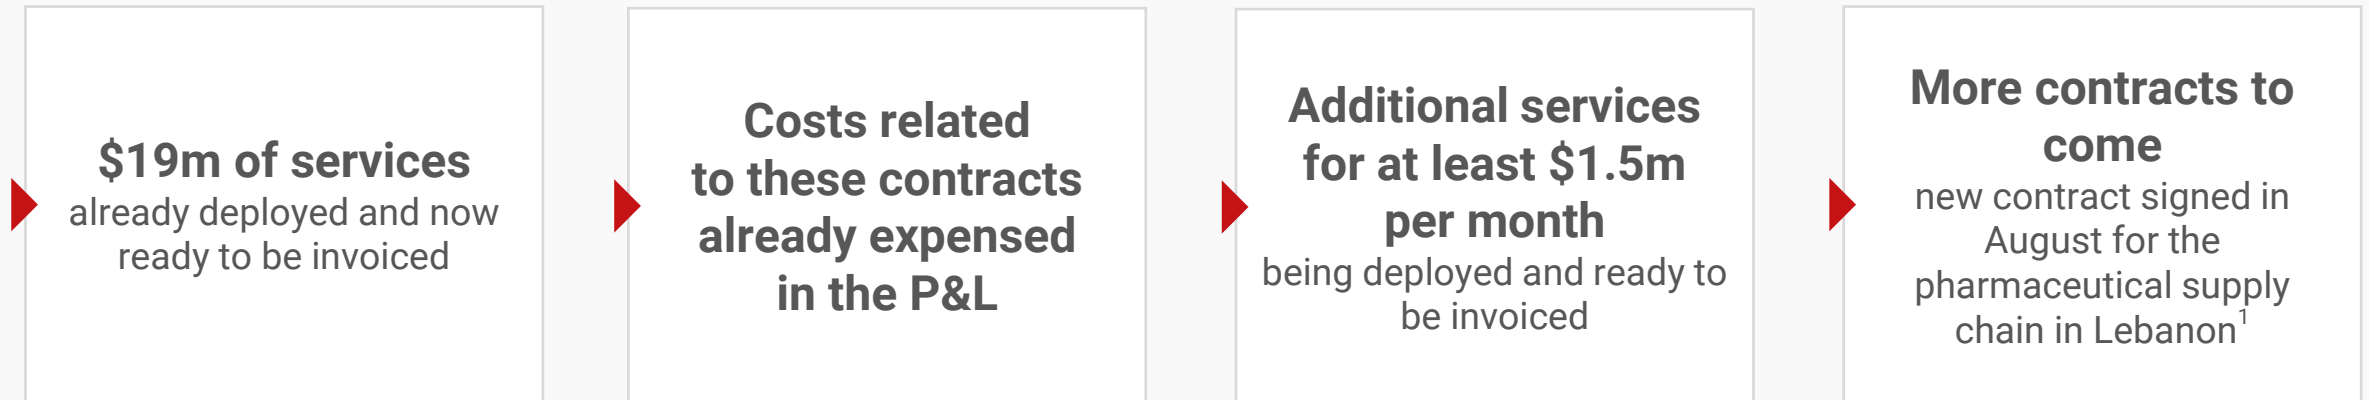 $19m of services
already deployed and now
ready to be invoiced
Costs related
to these contracts
already expensed
in the P&L
Additional services
for at least $1.5m
per month
being deployed and ready to
be invoiced
More contracts to
come
new contract signed in
August for the
pharmaceutical supply
chain in Lebanon¹